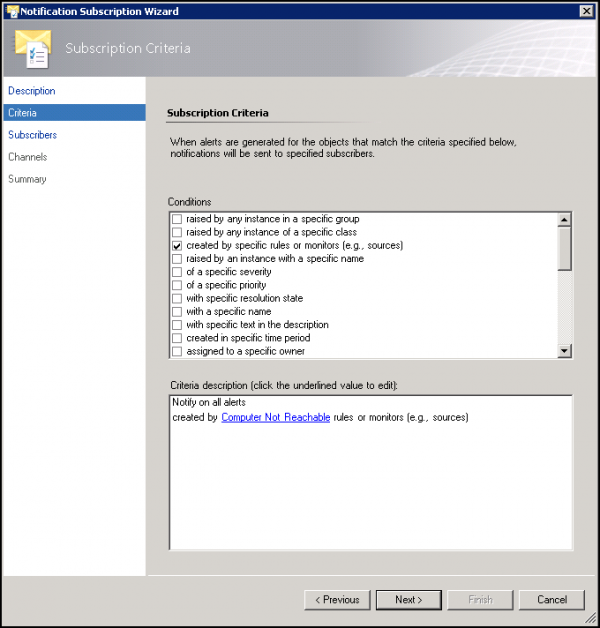 Notification Subscription Wizard
Subscription Criteria
Description
Criteria
Subscribers
Channels
Summary
Subscription Criteria
When alerts are generated for the objects that match the criteria specified below,
notifications will be sent to specified subscribers.
Conditions
raised by any instance in a specific group
raised by any instance of a specific class
created by specific rules or monitors (e.g., sources)
raised by an instance with a specific name
of a specific severity
of a specific priority
with specific resolution state
with a specific name
with specific text in the description
created in specific time period
assigned to a specific owner
Criteria description (click the underlined value to edit):
Notify on all alerts
created by Computer Not Reachable rules or monitors (e.g., sources)
< Previous
Next >
Finish
Cancel